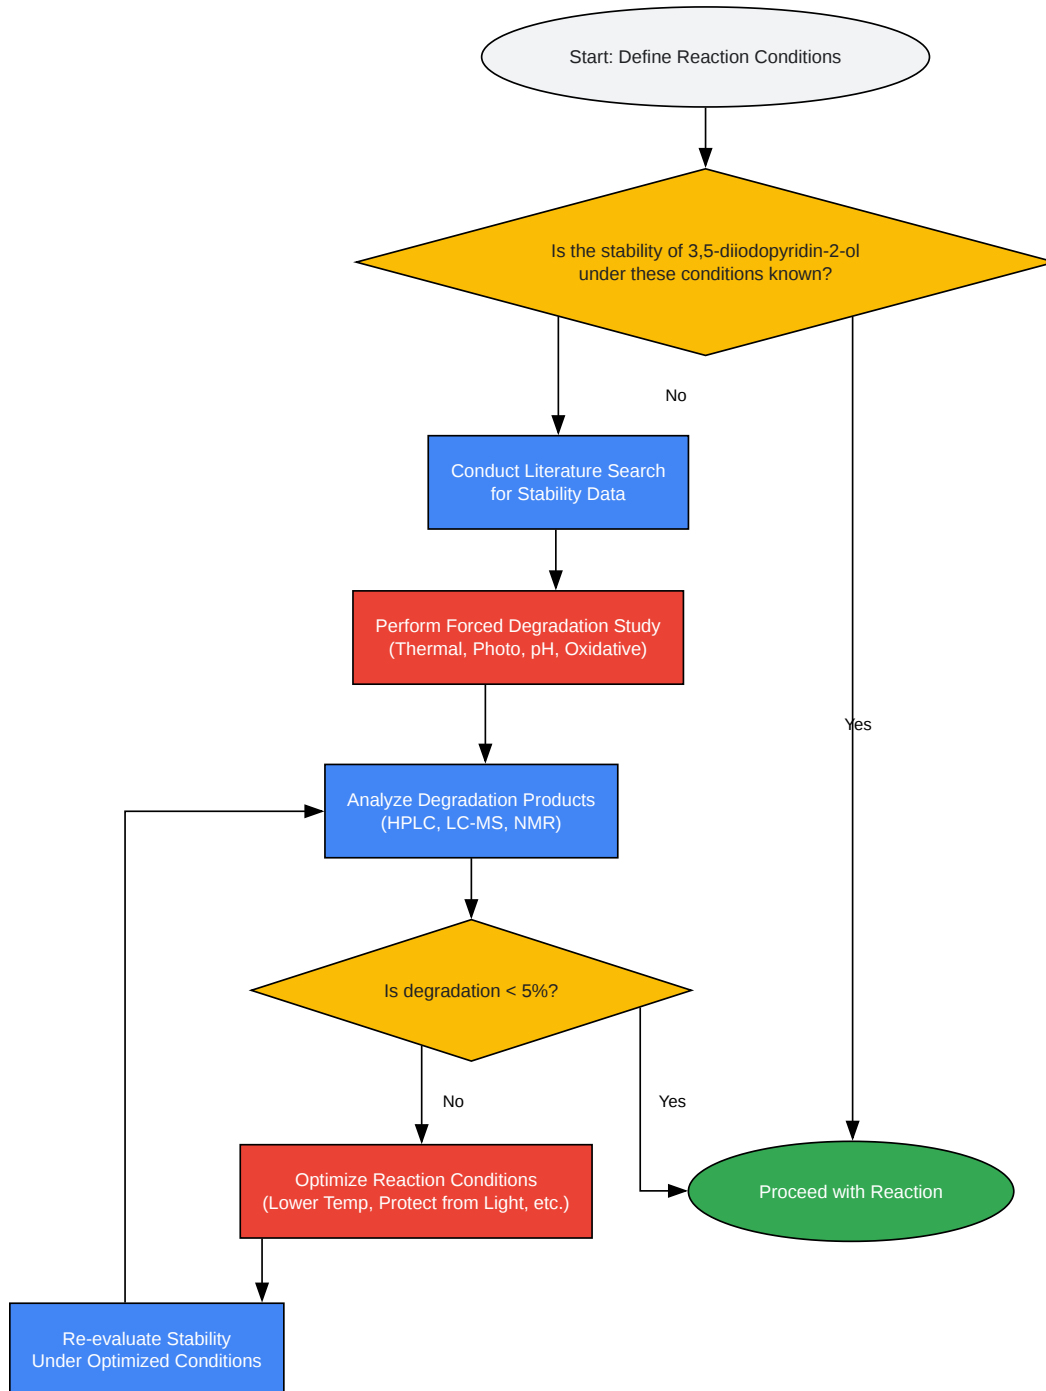 Start: Define Reaction Conditions
Is the stability of 3,5-diiodopyridin-2-ol
under these conditions known?
No
Conduct Literature Search
for Stability Data
Perform Forced Degradation Study
(Thermal, Photo, pH, Oxidative)
Yes
Analyze Degradation Products
(HPLC, LC-MS, NMR)
Is degradation < 5%?
No
Yes
Optimize Reaction Conditions
(Lower Temp, Protect from Light, etc.)
Proceed with Reaction
Re-evaluate Stability
Under Optimized Conditions